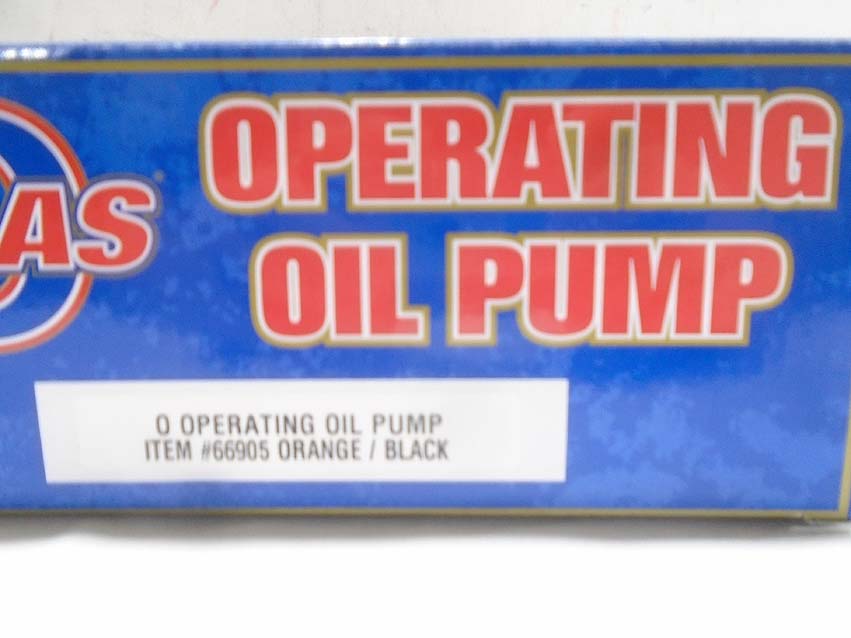 AS
OPERATING
OIL PUMP
O OPERATING OIL PUMP
ITEM #66905 ORANGE / BLACK